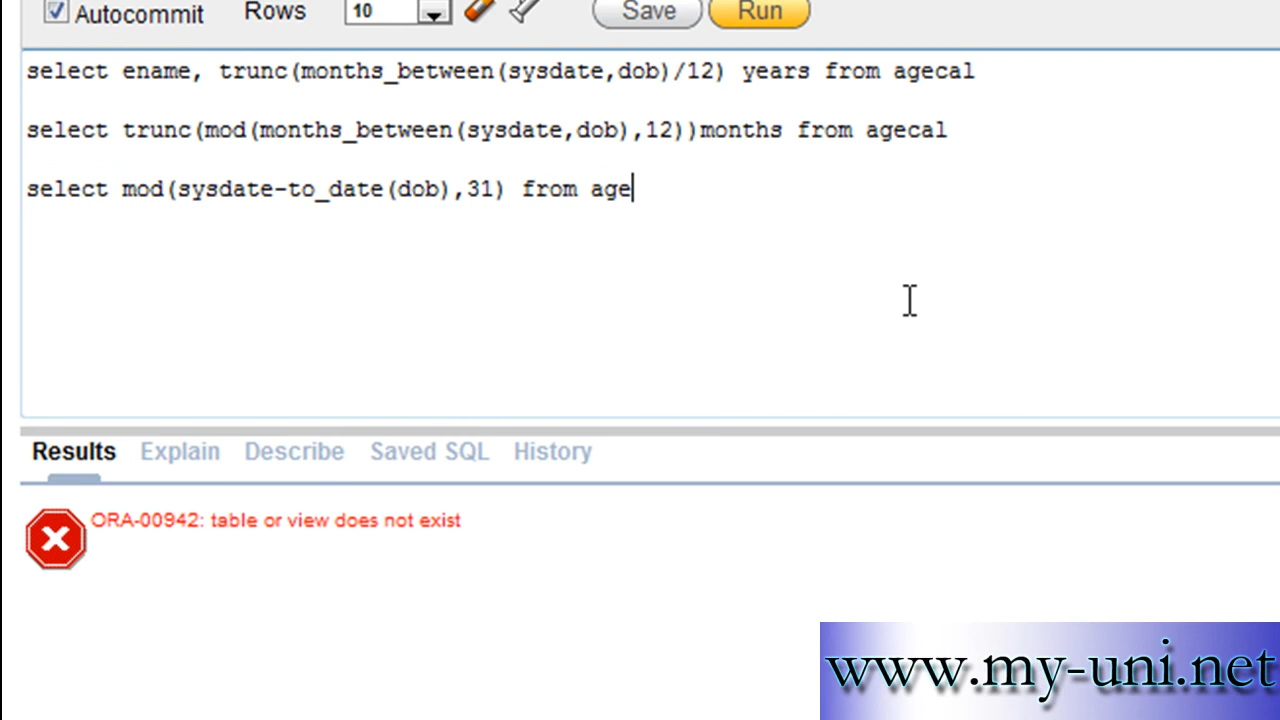 Autocommit Rows 10 Save Run
select ename, trunc(months_between(sysdate,dob)/12) years from agecal
select trunc(mod(months_between(sysdate,dob),12))months from agecal
select mod(sysdate-to_date(dob),31) from age
Results Explain Describe Saved SQL History
ORA-00942: table or view does not exist
www.my-uni.net